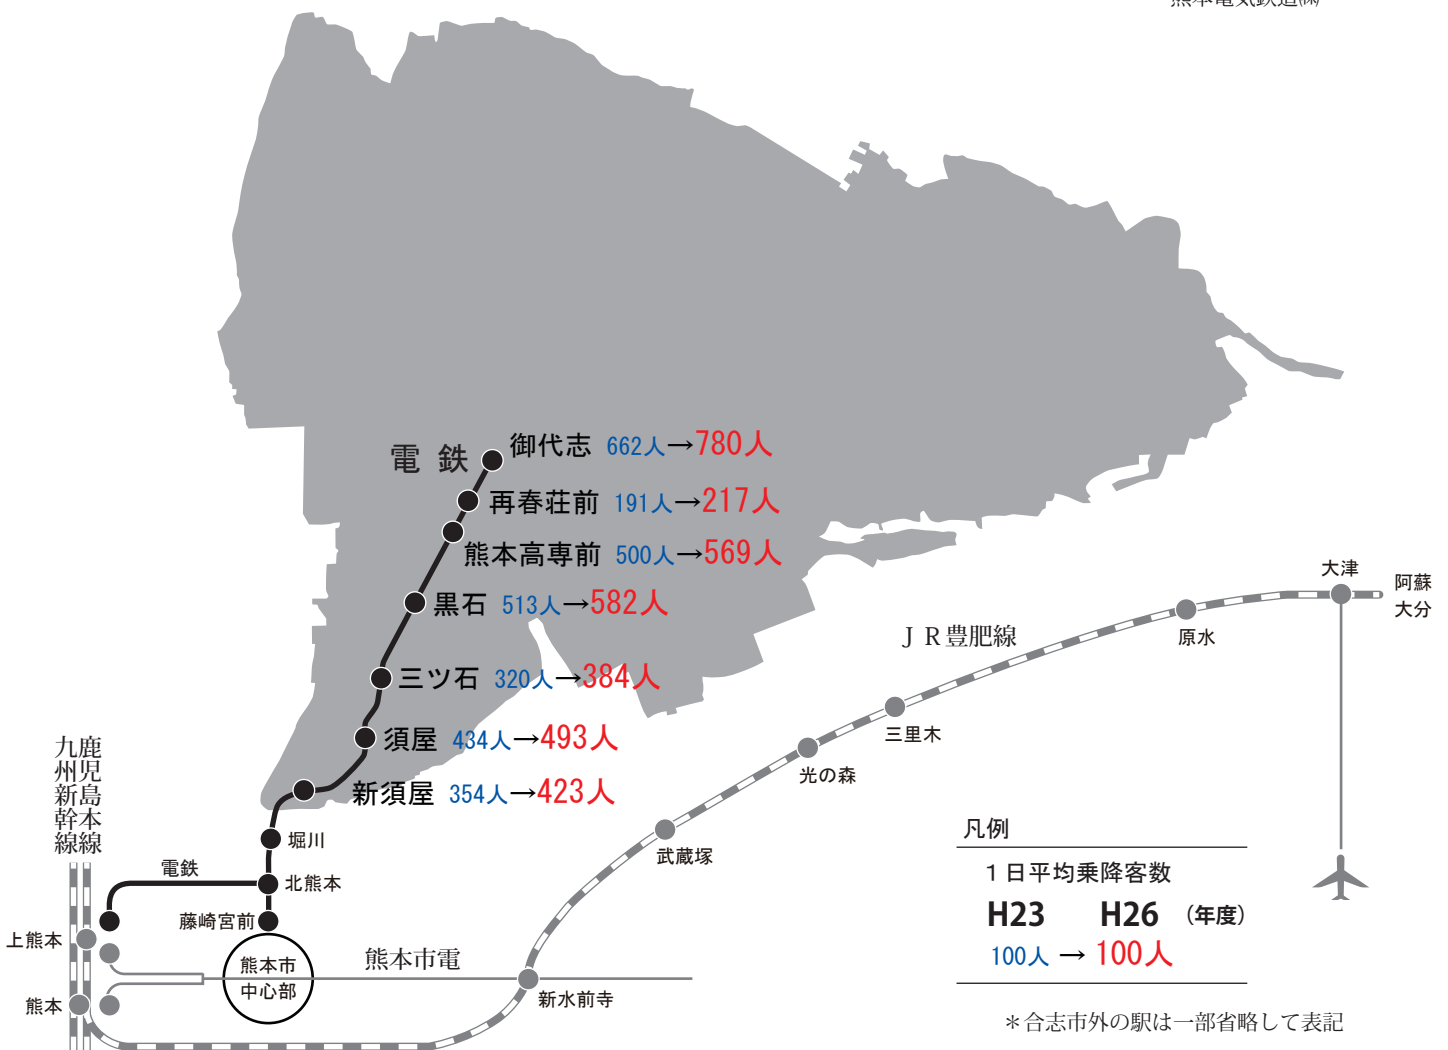 熊本電気鉄道㈱
電鉄
御代志 662人→780人
再春荘前 191人→217人
熊本高専前 500人→569人
黒石 513人→582人
三ツ石 320人→384人
須屋 434人→493人
新須屋 354人→423人
堀川
電鉄
北熊本
藤崎宮前
熊本市
中心部
熊本市電
鹿児島本線
九州新幹線
上熊本
熊本
新水前寺
武蔵塚
光の森
三里木
ＪＲ豊肥線
原水
大津
阿蘇
大分
凡例
１日平均乗降客数
H23 H26 (年度)
100人 → 100人
＊合志市外の駅は一部省略して表記